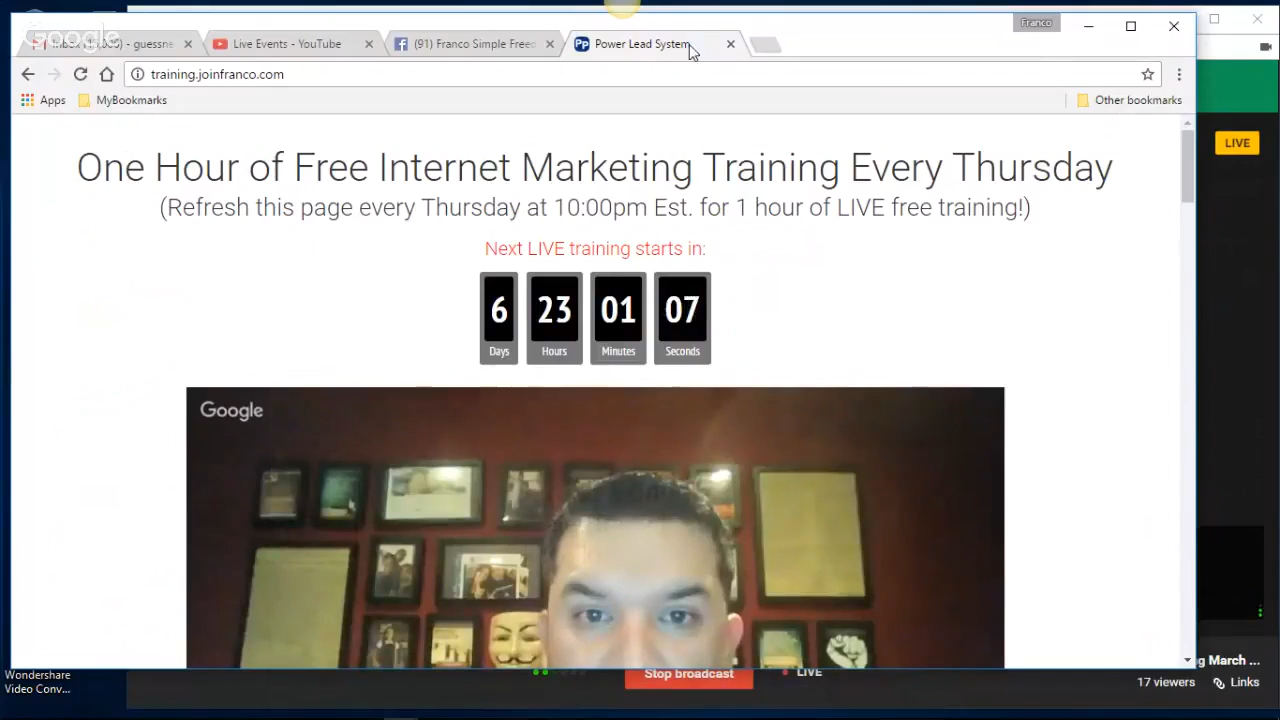 Franco
Google
Live Events - YouTube
(91) Franco Simple Freed
Power Lead System
training.joinfranco.com
Apps
MyBookmarks
Other bookmarks
LIVE
One Hour of Free Internet Marketing Training Every Thursday
(Refresh this page every Thursday at 10:00pm Est. for 1 hour of LIVE free training!)
Next LIVE training starts in:
6 23 01 07
Days Hours Minutes Seconds
Google
Wondershare
Video Conv...
Stop broadcast
LIVE
g March ...
17 viewers
Links